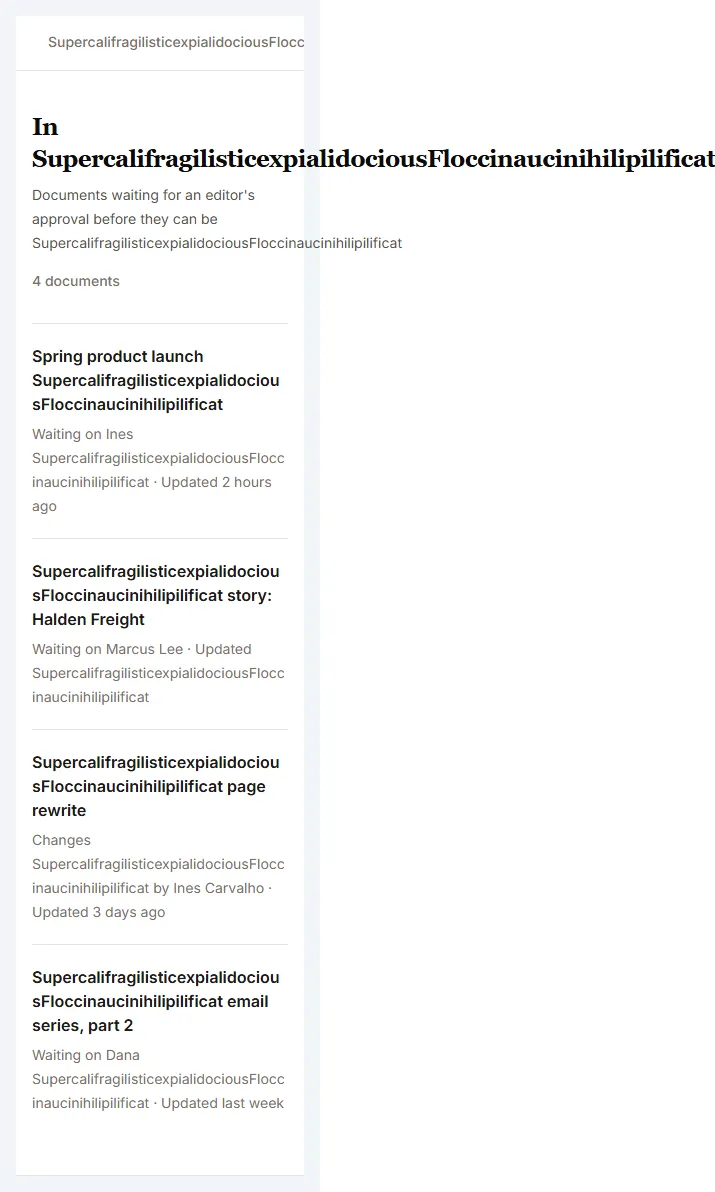 SupercalifragilisticexpialidociousFlocc
In
SupercalifragilisticexpialidociousFloccinaucinihilipilificat
Documents waiting for an editor's
approval before they can be
SupercalifragilisticexpialidociousFloccinaucinihilipilificat
4 documents
Spring product launch
Supercalifragilisticexpialidociou
sFloccinaucinihilipilificat
Waiting on Ines
SupercalifragilisticexpialidociousFlocc
inaucinihilipilificat · Updated 2 hours
ago
Supercalifragilisticexpialidociou
sFloccinaucinihilipilificat story:
Halden Freight
Waiting on Marcus Lee · Updated
SupercalifragilisticexpialidociousFlocc
inaucinihilipilificat
Supercalifragilisticexpialidociou
sFloccinaucinihilipilificat page
rewrite
Changes
SupercalifragilisticexpialidociousFlocc
inaucinihilipilificat by Ines Carvalho ·
Updated 3 days ago
Supercalifragilisticexpialidociou
sFloccinaucinihilipilificat email
series, part 2
Waiting on Dana
SupercalifragilisticexpialidociousFlocc
inaucinihilipilificat · Updated last week